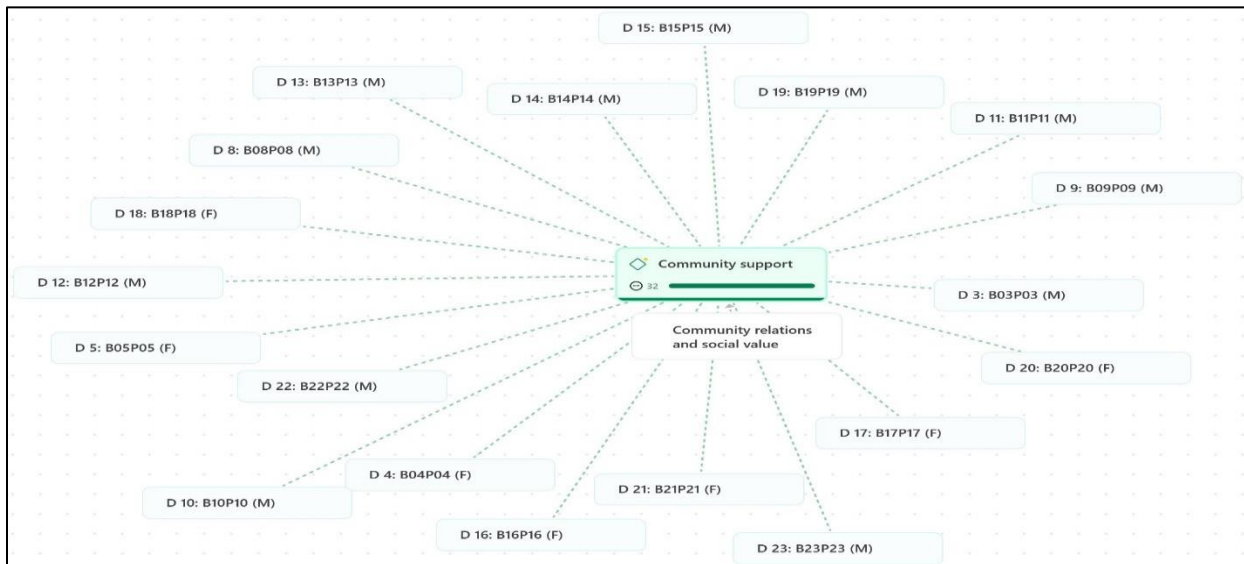 D 15: B15P15 (M)
D 13: B13P13 (M)
D 14: B14P14 (M)
D 19: B19P19 (M)
D 11: B11P11 (M)
D 8: B08P08 (M)
D 9: B09P09 (M)
D 18: B18P18 (F)
Community support
32
D 12: B12P12 (M)
D 3: B03P03 (M)
Community relations
and social value
D 5: B05P05 (F)
D 20: B20P20 (F)
D 22: B22P22 (M)
D 17: B17P17 (F)
D 4: B04P04 (F)
D 21: B21P21 (F)
D 10: B10P10 (M)
D 16: B16P16 (F)
D 23: B23P23 (M)